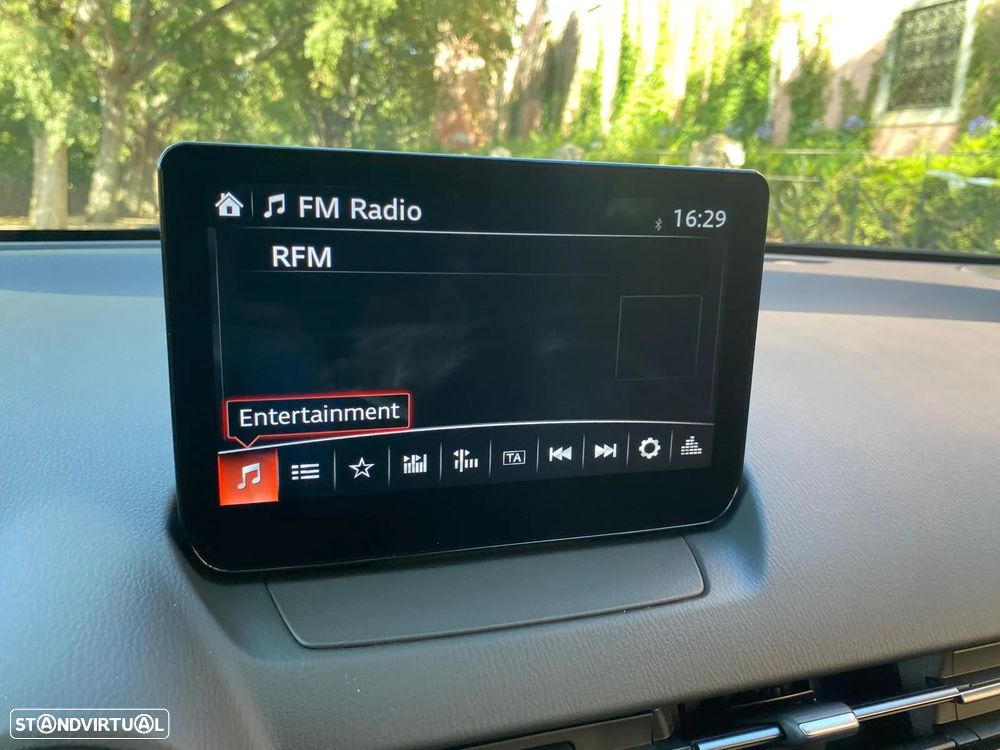 FM Radio
16:29
RFM
Entertainment
TA
STANDVIRTUAL